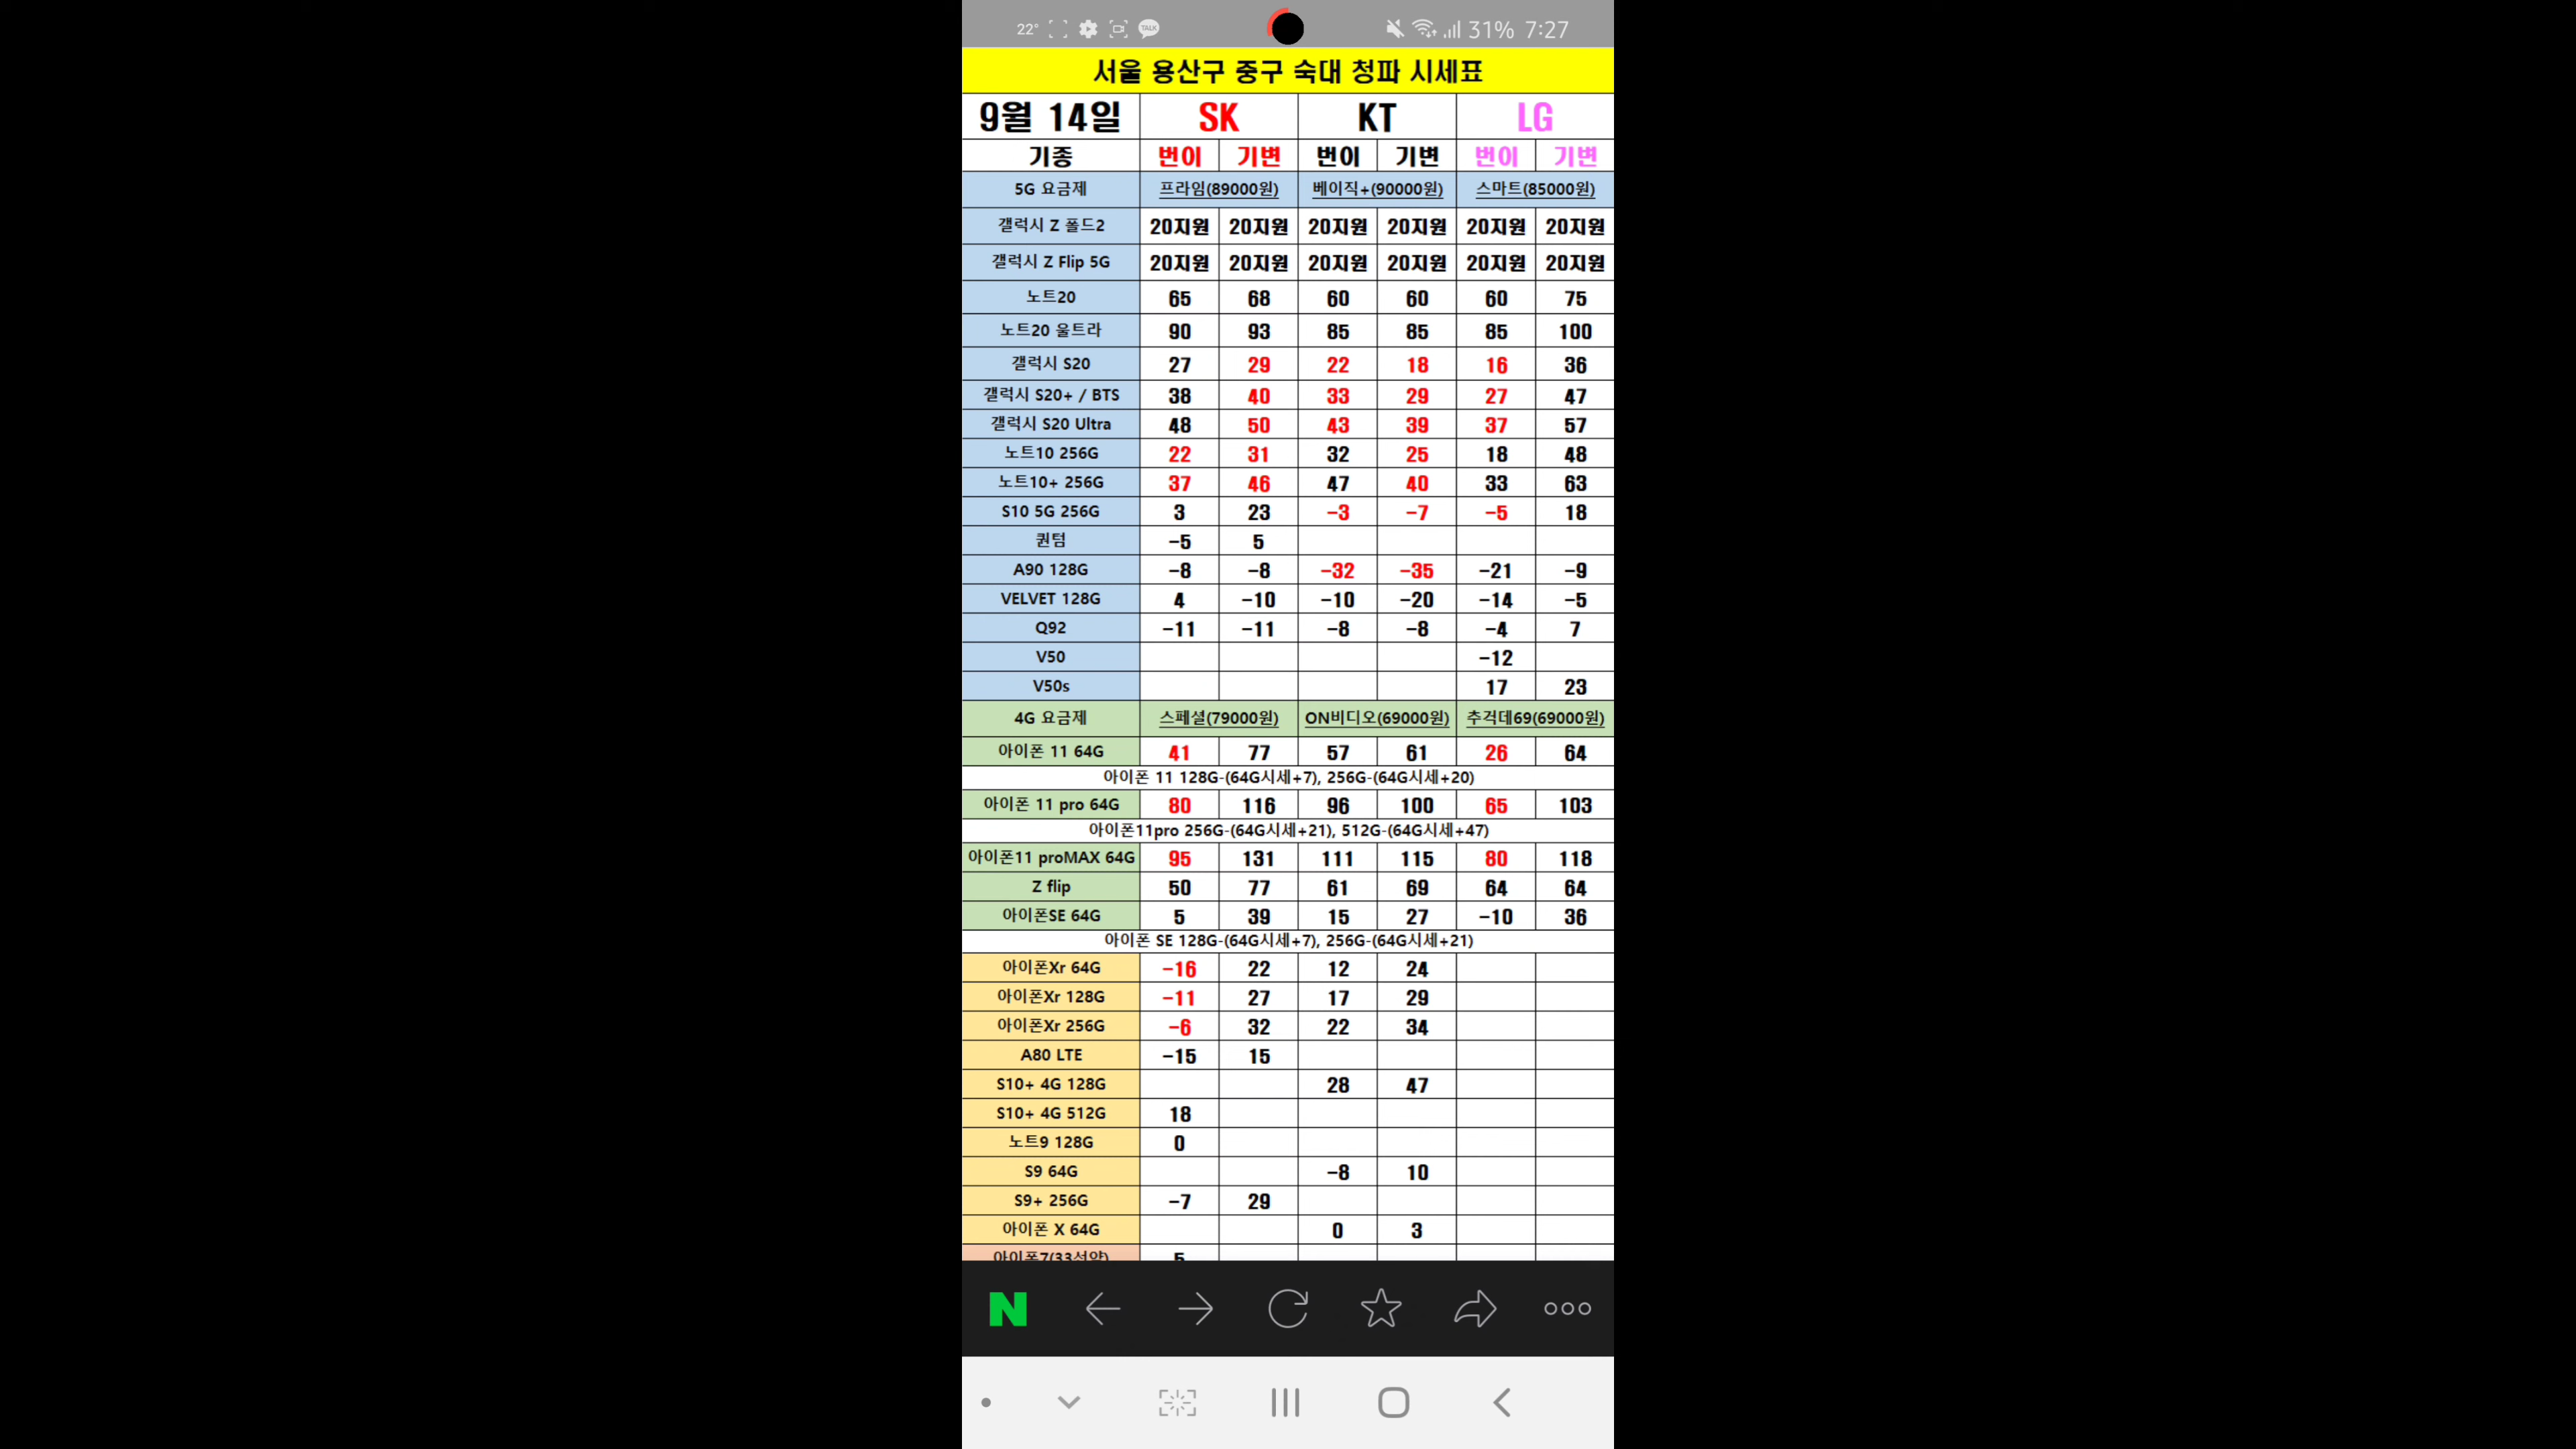 22° TALK 31% 7:27
서울 용산구 중구 숙대 청파 시세표
9월 14일 SK KT LG
기종 번이 기변 번이 기변 번이 기변
5G 요금제 프라임(89000원) 베이직+(90000원) 스마트(85000원)
갤럭시 Z 폴드2 20지원 20지원 20지원 20지원 20지원 20지원
갤럭시 Z Flip 5G 20지원 20지원 20지원 20지원 20지원 20지원
노트20 65 68 60 60 60 75
노트20 울트라 90 93 85 85 85 100
갤럭시 S20 27 29 22 18 16 36
갤럭시 S20+ / BTS 38 40 33 29 27 47
갤럭시 S20 Ultra 48 50 43 39 37 57
노트10 256G 22 31 32 25 18 48
노트10+ 256G 37 46 47 40 33 63
S10 5G 256G 3 23 -3 -7 -5 18
퀀텀 -5 5
A90 128G -8 -8 -32 -35 -21 -9
VELVET 128G 4 -10 -10 -20 -14 -5
Q92 -11 -11 -8 -8 -4 7
V50 -12
V50s 17 23
4G 요금제 스페셜(79000원) ON비디오(69000원) 추걱데69(69000원)
아이폰 11 64G 41 77 57 61 26 64
아이폰 11 128G-(64G시세+7), 256G-(64G시세+20)
아이폰 11 pro 64G 80 116 96 100 65 103
아이폰11pro 256G-(64G시세+21), 512G-(64G시세+47)
아이폰11 proMAX 64G 95 131 111 115 80 118
Z flip 50 77 61 69 64 64
아이폰SE 64G 5 39 15 27 -10 36
아이폰 SE 128G-(64G시세+7), 256G-(64G시세+21)
아이폰Xr 64G -16 22 12 24
아이폰Xr 128G -11 27 17 29
아이폰Xr 256G -6 32 22 34
A80 LTE -15 15
S10+ 4G 128G 28 47
S10+ 4G 512G 18
노트9 128G 0
S9 64G -8 10
S9+ 256G -7 29
아이폰 X 64G 0 3
아이폰7(33선약) 5
N